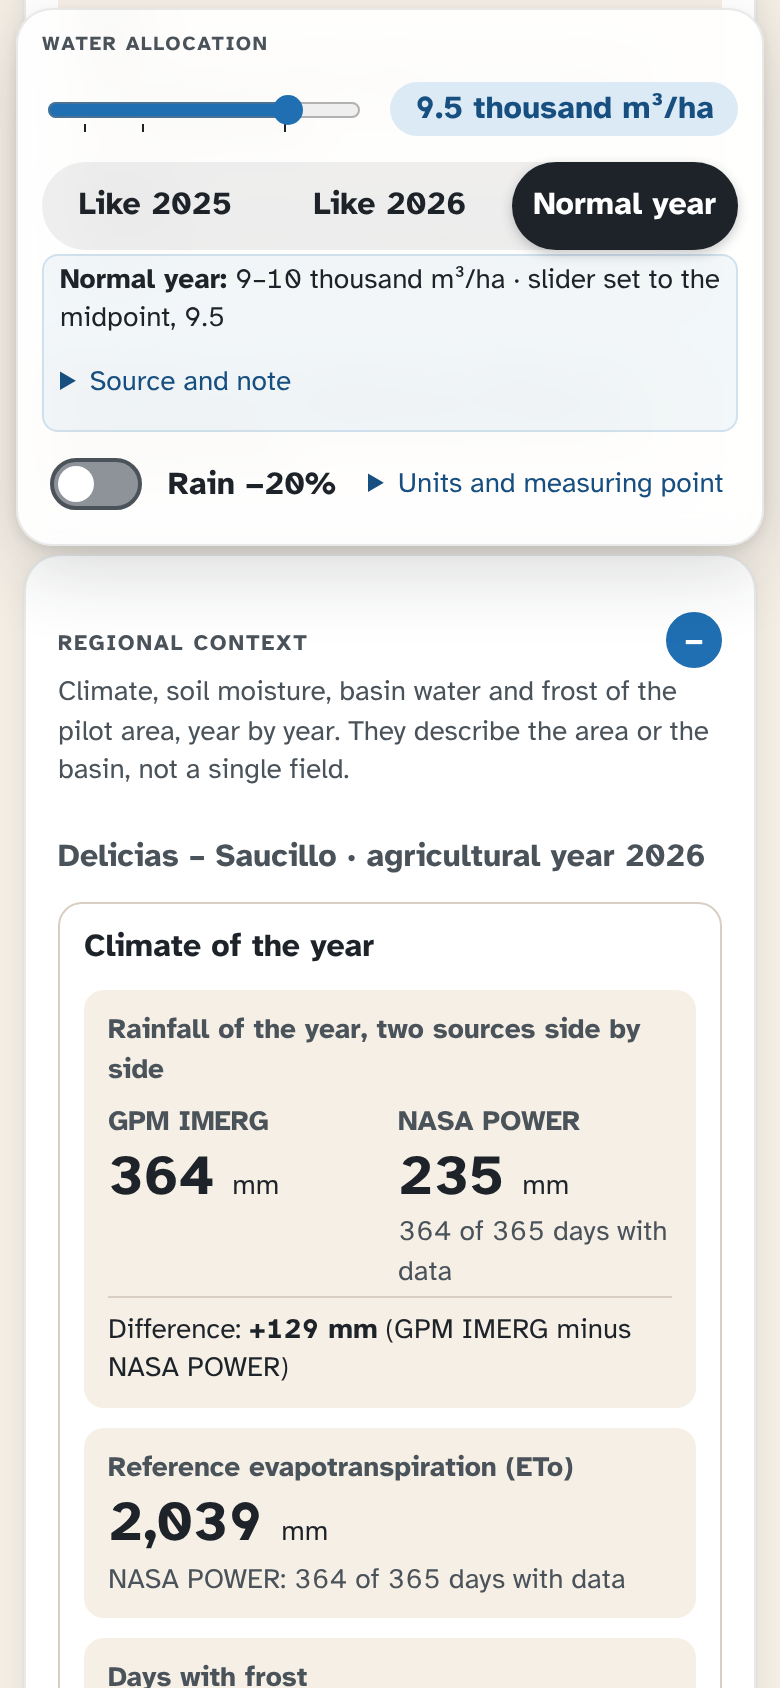 WATER ALLOCATION
9.5 thousand m³/ha
Like 2025
Like 2026
Normal year
Normal year: 9–10 thousand m³/ha · slider set to the
midpoint, 9.5
Source and note
Rain −20%
Units and measuring point
REGIONAL CONTEXT
–
Climate, soil moisture, basin water and frost of the
pilot area, year by year. They describe the area or the
basin, not a single field.
Delicias – Saucillo · agricultural year 2026
Climate of the year
Rainfall of the year, two sources side by
side
GPM IMERG
364 mm
NASA POWER
235 mm
364 of 365 days with
data
Difference: +129 mm (GPM IMERG minus
NASA POWER)
Reference evapotranspiration (ETo)
2,039 mm
NASA POWER: 364 of 365 days with data
Days with frost